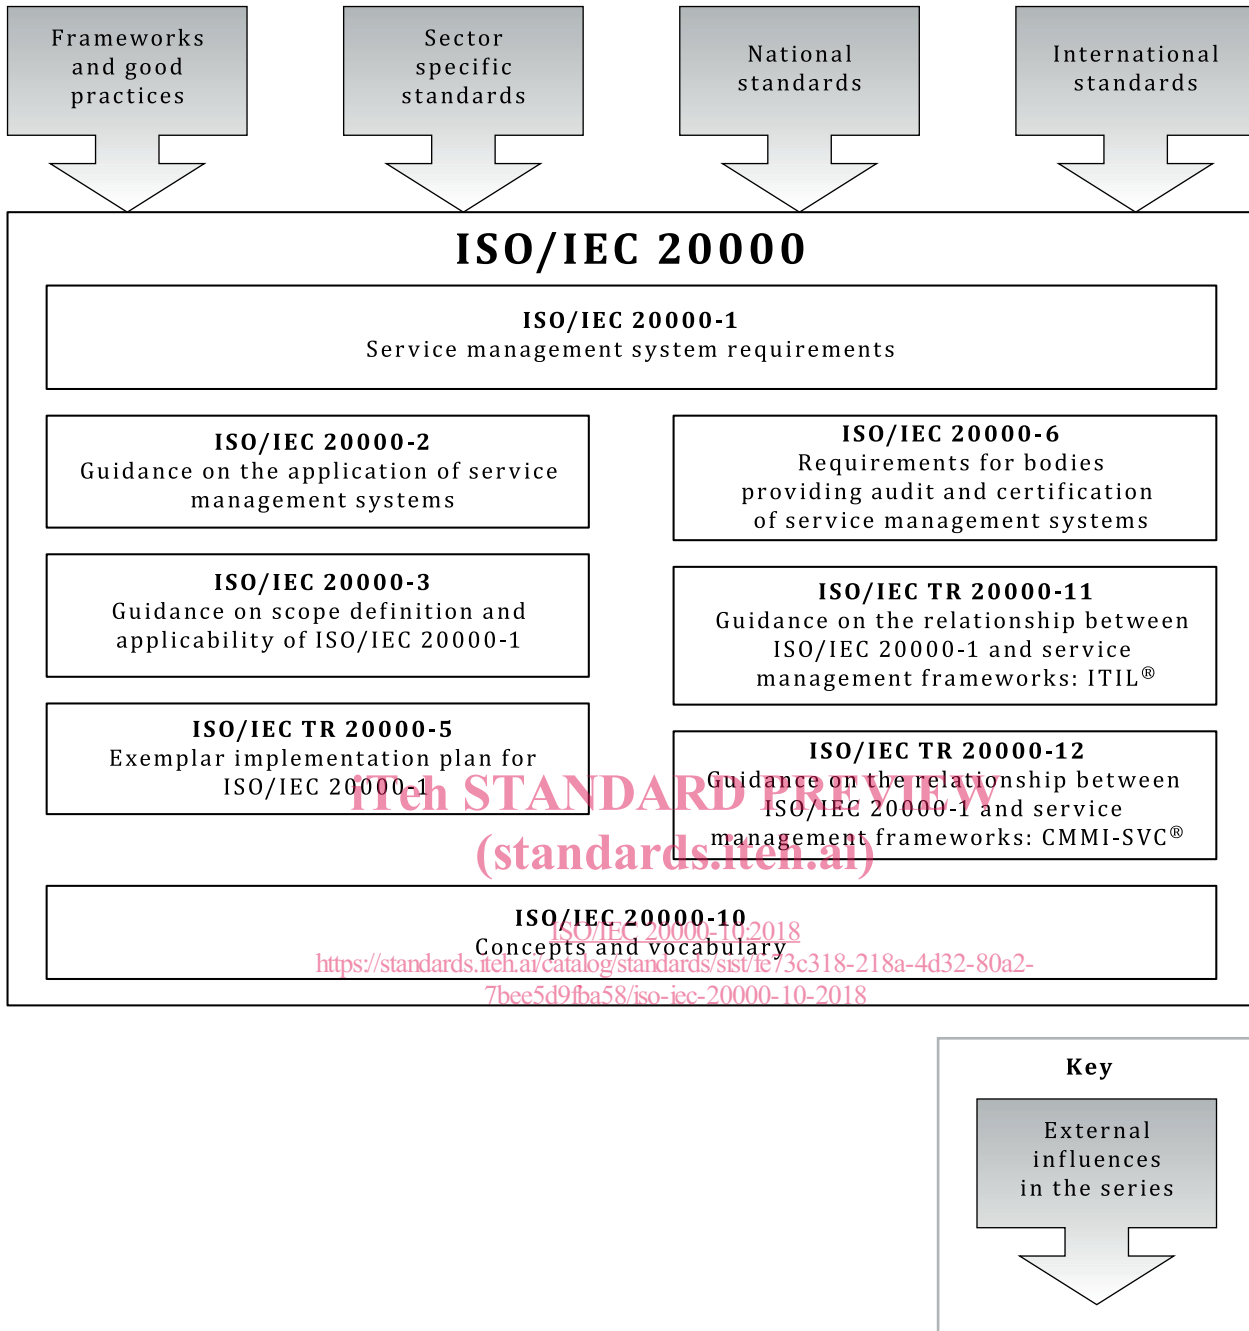 Frameworks
and good
practices
Sector
specific
standards
National
standards
International
standards
ISO/IEC 20000
ISO/IEC 20000-1
Service management system requirements
ISO/IEC 20000-2
Guidance on the application of service
management systems
ISO/IEC 20000-6
Requirements for bodies
providing audit and certification
of service management systems
ISO/IEC 20000-3
Guidance on scope definition and
applicability of ISO/IEC 20000-1
ISO/IEC TR 20000-11
Guidance on the relationship between
ISO/IEC 20000-1 and service
management frameworks: ITIL®
ISO/IEC TR 20000-5
Exemplar implementation plan for
ISO/IEC 20000-1
ISO/IEC TR 20000-12
Guidance on the relationship between
ISO/IEC 20000-1 and service
management frameworks: CMMI-SVC®
iTeh STANDARD PREVIEW
(standards.iteh.ai)
ISO/IEC 20000-10
Concepts and vocabulary
ISO/IEC 20000-10:2018
https://standards.iteh.ai/catalog/standards/sist/fe73c318-218a-4d32-80a2-
7bee5d9fba58/iso-iec-20000-10-2018
Key
External
influences
in the series